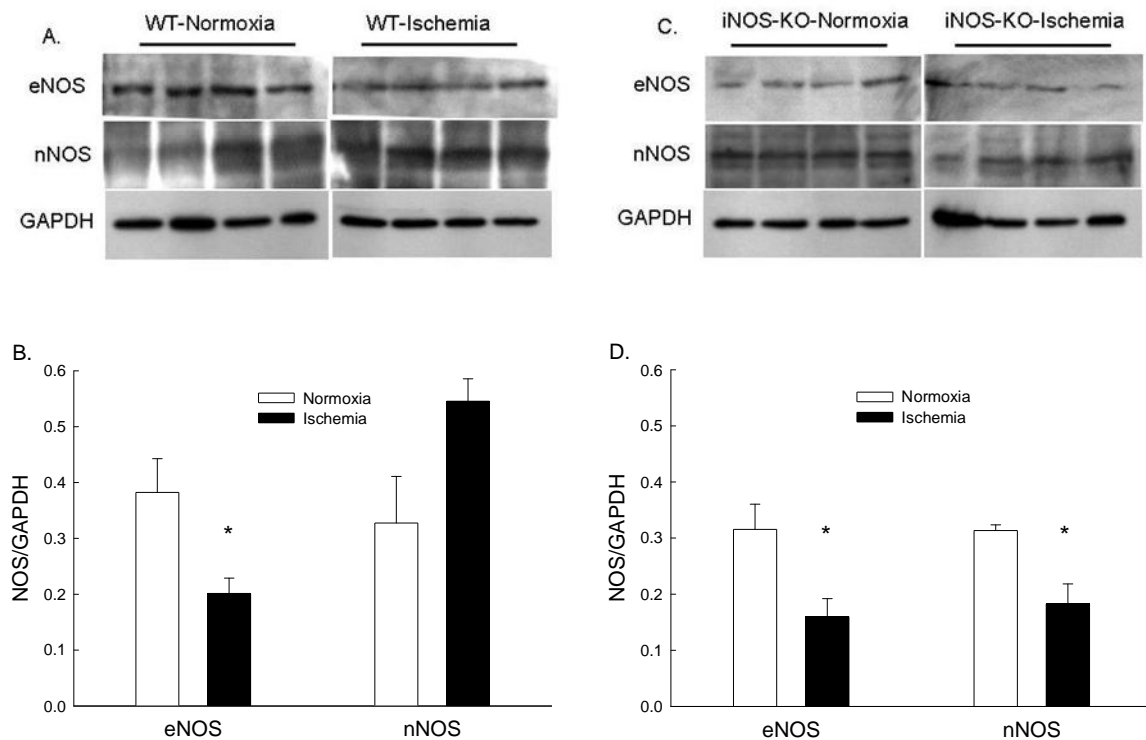 A.
WT-Normoxia
WT-Ischemia
eNOS
nNOS
GAPDH
C.
iNOS-KO-Normoxia
iNOS-KO-Ischemia
eNOS
nNOS
GAPDH
B.
NOS/GAPDH
0.6
0.5
0.4
0.3
0.2
0.1
0.0
Normoxia
Ischemia
*
eNOS
nNOS
D.
NOS/GAPDH
0.6
0.5
0.4
0.3
0.2
0.1
0.0
Normoxia
Ischemia
*
*
eNOS
nNOS